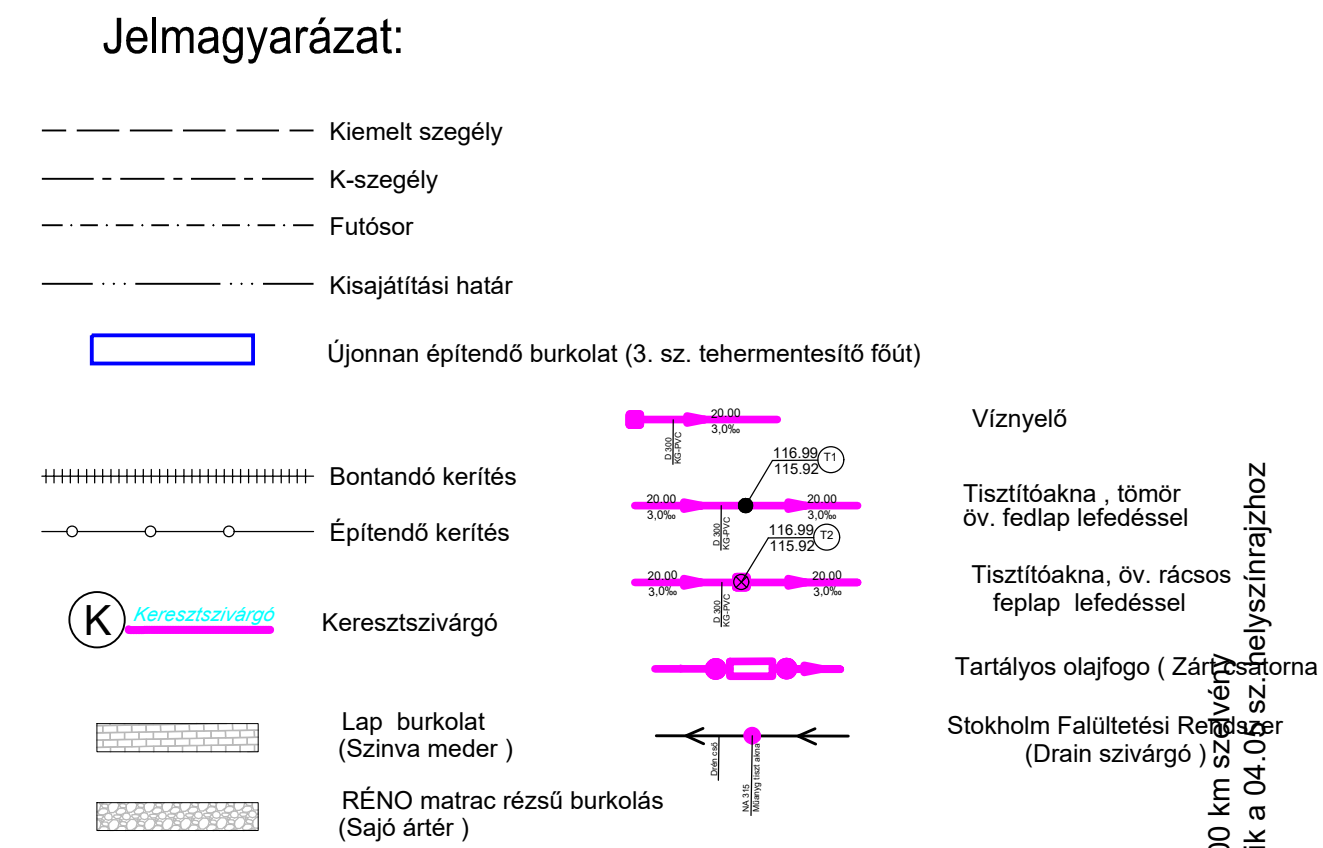 Jelmagyarázat:
Kiemelt szegély
K-szegély
Futósor
Kisajátítási határ
Újonnan építendő burkolat (3. sz. tehermentesítő főút)
Bontandó kerítés
Építendő kerítés
K
Keresztszivárgó
Keresztszivárgó
Lap burkolat
(Szinva meder )
RÉNO matrac rézsű burkolás
(Sajó ártér )
20.00
3,0‰
D 300
KG-PVC
Víznyelő
116.99
115.92
T1
20.00
3,0‰
20.00
3,0‰
D 300
KG-PVC
Tisztítóakna , tömör
öv. fedlap lefedéssel
116.99
115.92
T2
20.00
3,0‰
20.00
3,0‰
D 300
KG-PVC
Tisztítóakna, öv. rácsos
feplap lefedéssel
Tartályos olajfogo ( Zárt csatorna
Drén cső
NA 315
Műanyg tiszt akna
Stokholm Falültetési Rendszer
(Drain szivárgó )
00 km szelvény
ik a 04.05 sz. helyszínrajzhoz